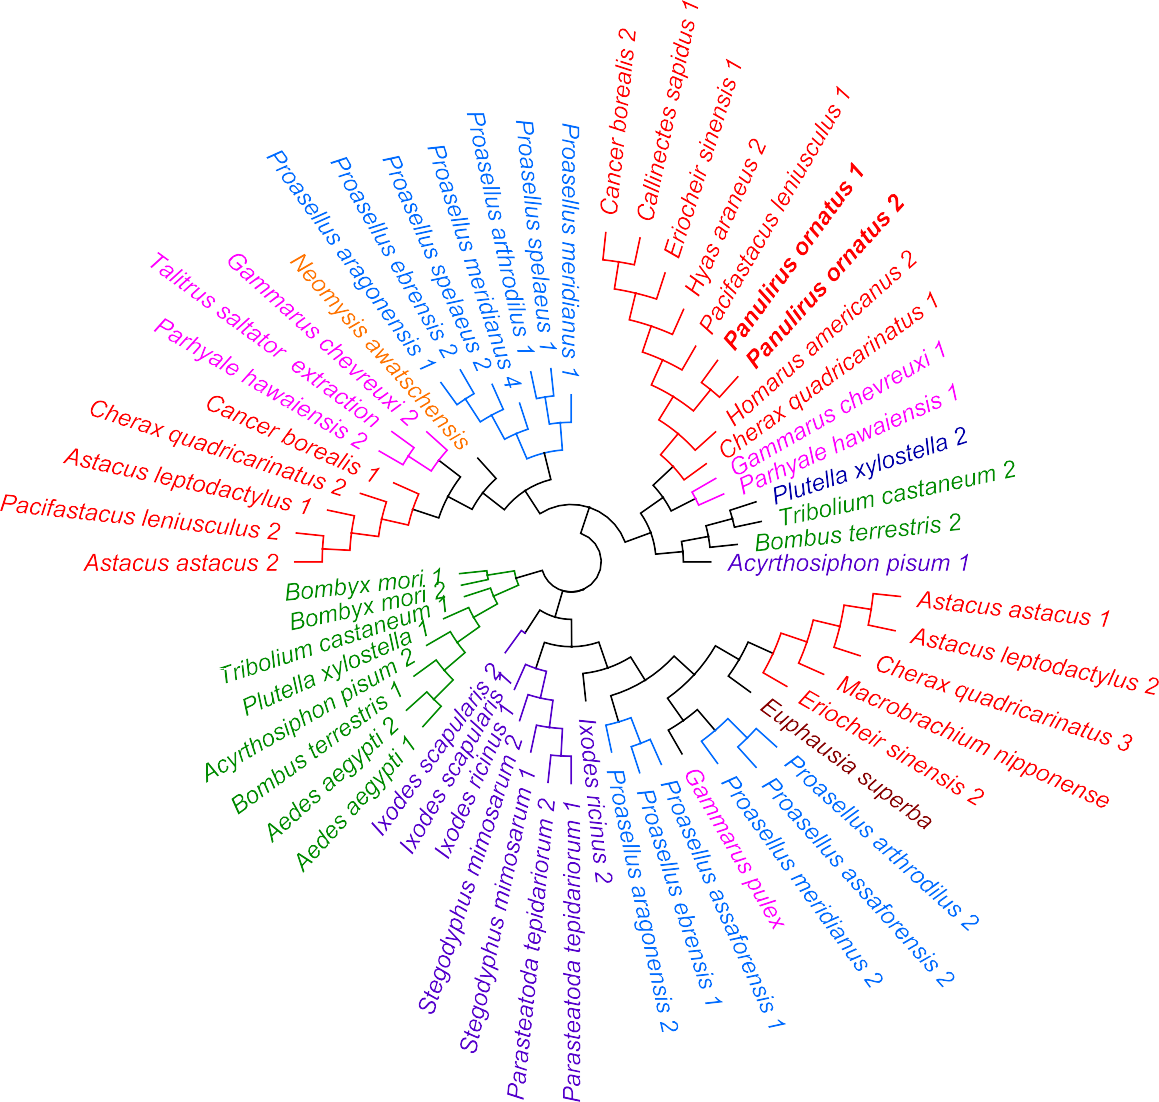 Cancer borealis 2
Callinectes sapidus 1
Eriocheir sinensis 1
Hyas araneus 2
Pacifastacus leniusculus 1
Panulirus ornatus 1
Panulirus ornatus 2
Homarus americanus 2
Cherax quadricarinatus 1
Gammarus chevreuxi 1
Parhyale hawaiensis 1
Plutella xylostella 2
Tribolium castaneum 2
Bombus terrestris 2
Acyrthosiphon pisum 1
Astacus astacus 1
Astacus leptodactylus 2
Cherax quadricarinatus 3
Macrobrachium nipponense
Eriocheir sinensis 2
Euphausia superba
Proasellus arthrodilus 2
Proasellus assaforensis 2
Proasellus meridianus 2
Gammarus pulex
Proasellus assaforensis 1
Proasellus ebrensis 1
Proasellus aragonensis 2
Ixodes ricinus 2
Parasteatoda tepidariorum 1
Parasteatoda tepidariorum 2
Stegodyphus mimosarum 1
Stegodyphus mimosarum 2
Ixodes ricinus 1
Ixodes scapularis 1
Ixodes scapularis 2
Aedes aegypti 1
Aedes aegypti 2
Bombus terrestris 1
Acyrthosiphon pisum 2
Plutella xylostella 1
Tribolium castaneum 1
Bombyx mori 2
Bombyx mori 1
Astacus astacus 2
Pacifastacus leniusculus 2
Astacus leptodactylus 1
Cherax quadricarinatus 2
Cancer borealis 1
Parhyale hawaiensis 2
Talitrus saltator extraction
Gammarus chevreuxi 2
Neomysis awatschensis
Proasellus aragonensis 1
Proasellus ebrensis 2
Proasellus spelaeus 2
Proasellus meridianus 4
Proasellus arthrodilus 1
Proasellus spelaeus 1
Proasellus meridianus 1